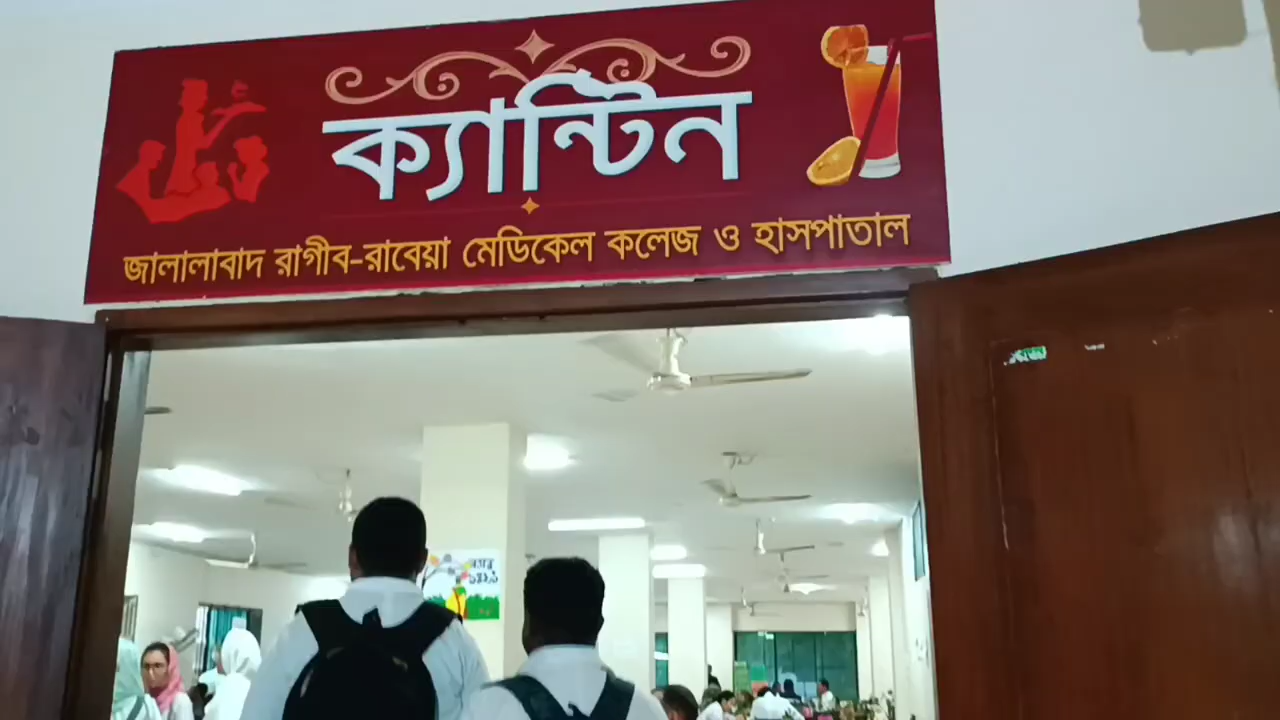 ক্যান্টিন
জালালাবাদ রাগীব-রাবেয়া মেডিকেল কলেজ ও হাসপাতাল